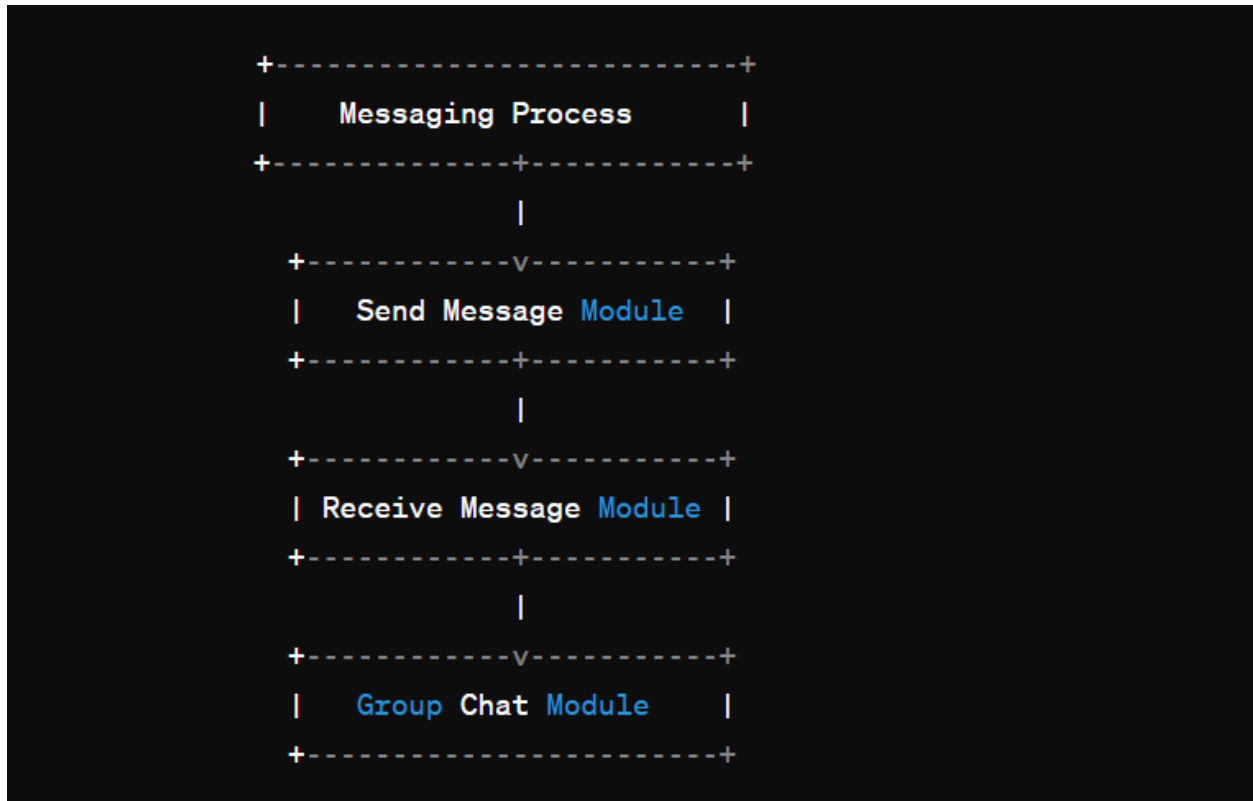 +---------------------------+
|    Messaging Process      |
+--------------+------------+
|
+------------v-----------+
|   Send Message Module  |
+------------+-----------+
|
+------------v-----------+
| Receive Message Module |
+------------+-----------+
|
+------------v-----------+
|   Group Chat Module    |
+------------------------+